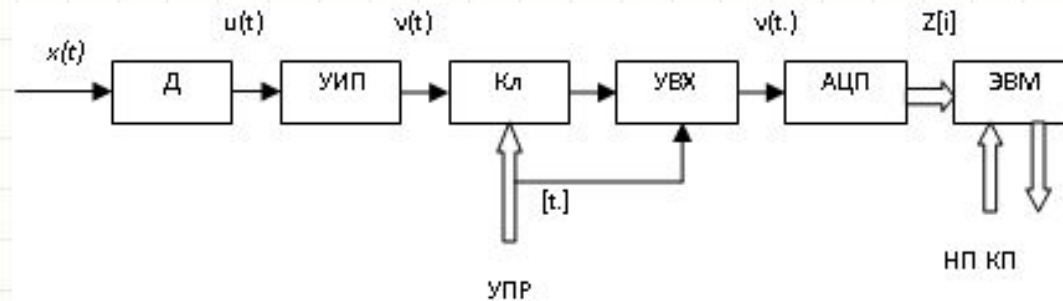 u(t) v(t) v(t.) Z[i]
x(t)
Д УИП Кл УВХ АЦП ЭВМ
[t.]
НП КП
УПР